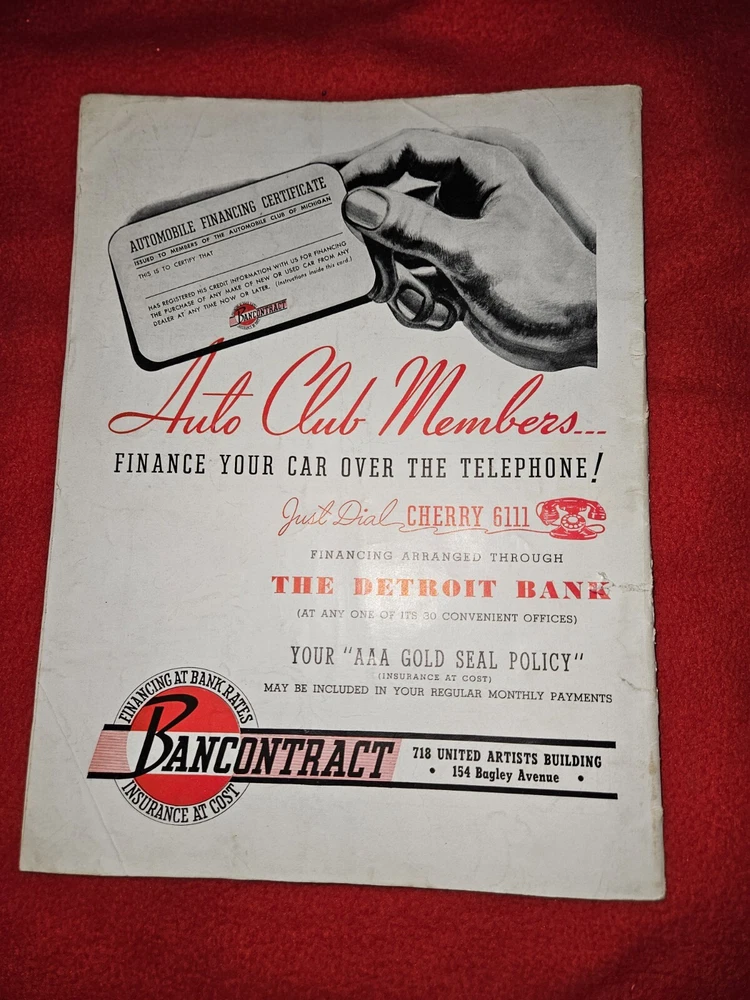 AUTOMOBILE FINANCING CERTIFICATE
ISSUED TO MEMBERS OF THE AUTOMOBILE CLUB OF MICHIGAN
THIS IS TO CERTIFY THAT
HAS REGISTERED HIS CREDIT INFORMATION WITH US FOR FINANCING
THE PURCHASE OF ANY MAKE OF NEW OR USED CAR FROM ANY
DEALER AT ANY TIME NOW OR LATER. (Instructions inside this card.)
BANCONTRACT
Auto Club Members...
FINANCE YOUR CAR OVER THE TELEPHONE!
Just Dial CHERRY 6111
FINANCING ARRANGED THROUGH
THE DETROIT BANK
(AT ANY ONE OF ITS 30 CONVENIENT OFFICES)
YOUR "AAA GOLD SEAL POLICY"
(INSURANCE AT COST)
MAY BE INCLUDED IN YOUR REGULAR MONTHLY PAYMENTS
FINANCING AT BANK RATES
BANCONTRACT
INSURANCE AT COST
718 UNITED ARTISTS BUILDING
• 154 Bagley Avenue •